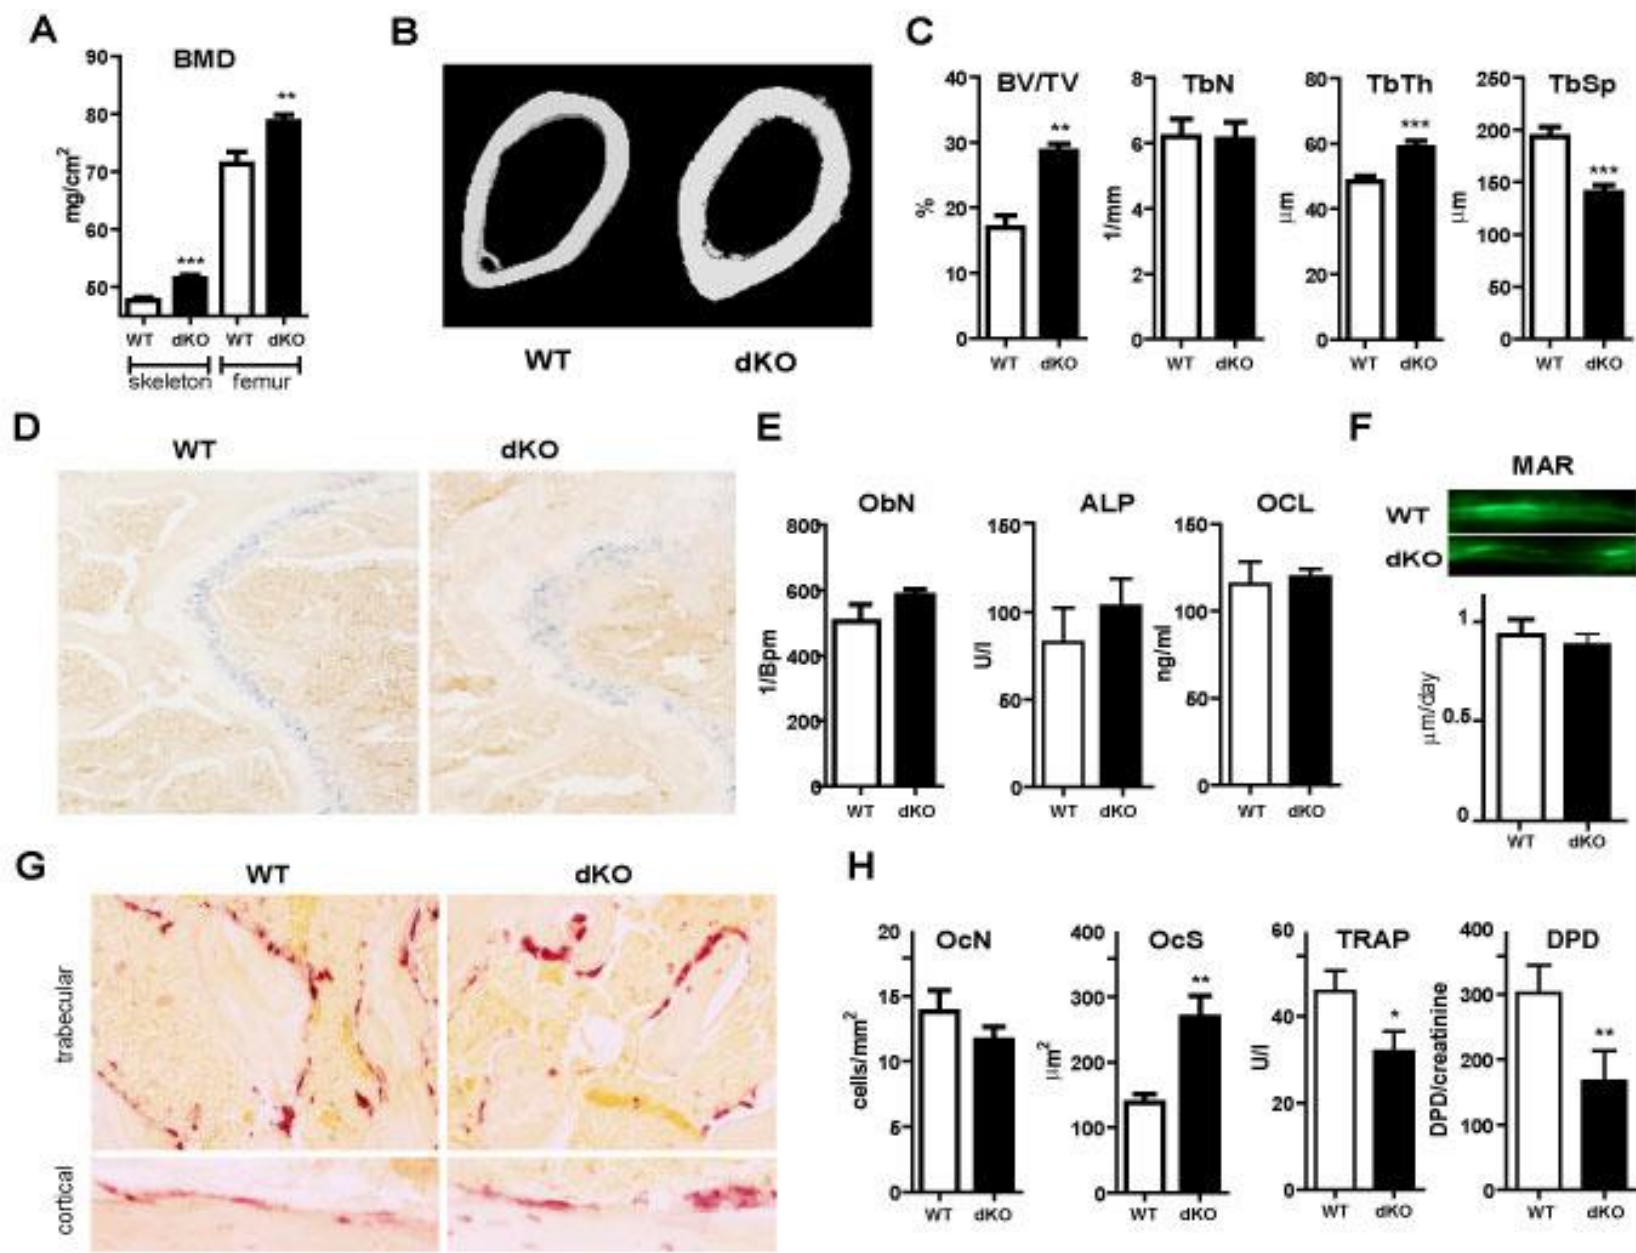 A
BMD
90
80
70
60
50
mg/cm²
**
***
WT dKO WT dKO
skeleton femur
B
WT dKO
C
BV/TV
40
30
20
10
0
%
**
WT dKO
TbN
8
6
4
2
0
1/mm
WT dKO
TbTh
80
60
40
20
0
μm
***
WT dKO
TbSp
250
200
150
100
50
0
μm
***
WT dKO
D
WT dKO
E
ObN
800
600
400
200
0
1/Bpm
WT dKO
ALP
150
100
50
0
U/l
WT dKO
OCL
150
100
50
0
ng/ml
WT dKO
F
MAR
WT
dKO
1
0.5
0
μm/day
WT dKO
G
WT dKO
trabecular
cortical
H
OcN
20
15
10
5
0
cells/mm²
WT dKO
OcS
400
300
200
100
0
μm²
**
WT dKO
TRAP
60
40
20
0
U/l
*
WT dKO
DPD
400
300
200
100
0
DPD/creatinine
**
WT dKO